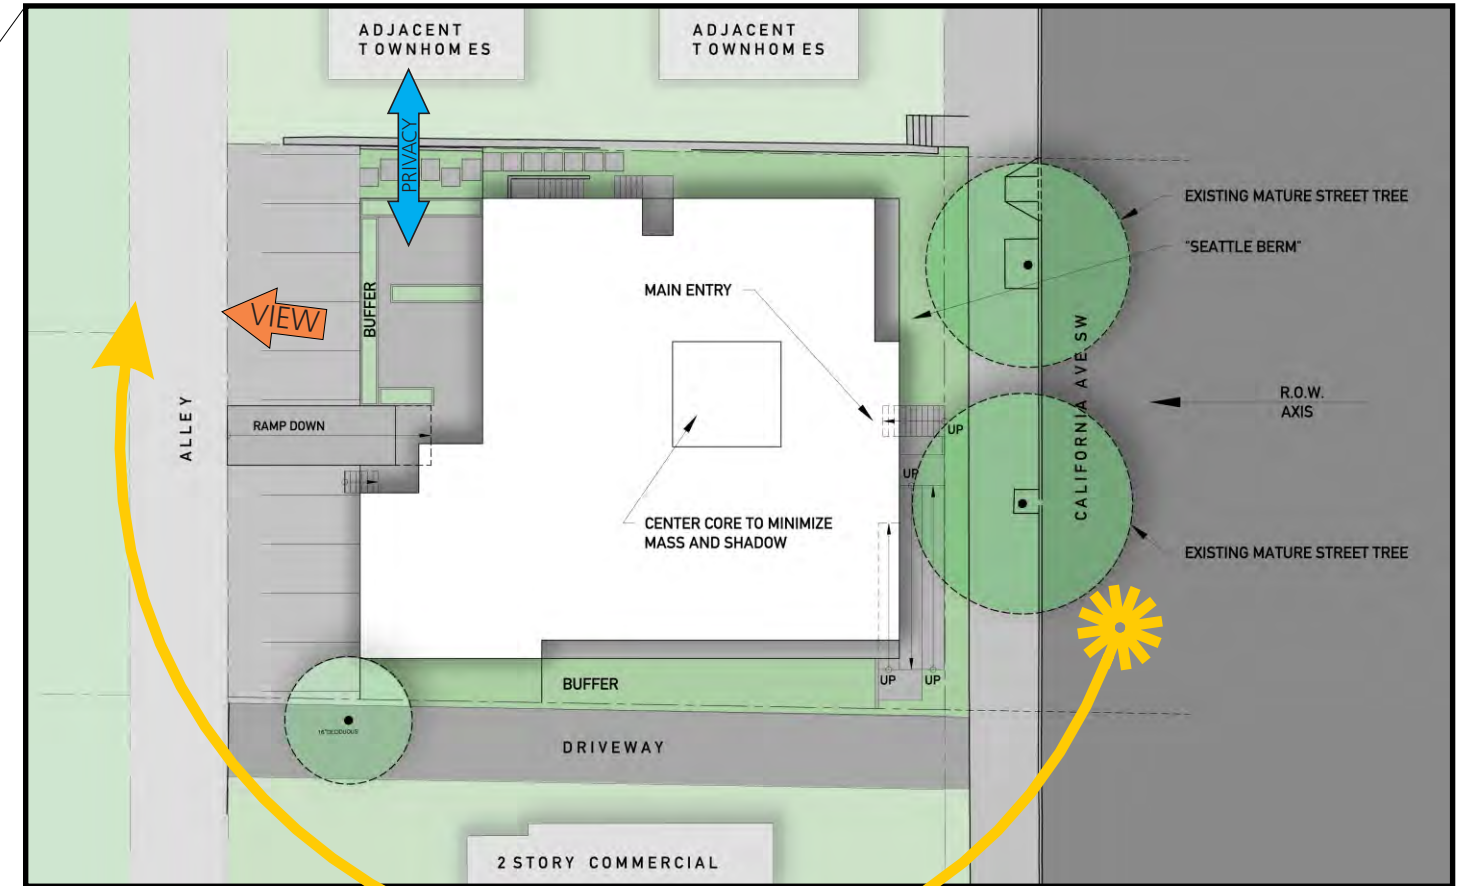 ADJACENT
TOWNHOMES
ADJACENT
TOWNHOMES
PRIVACY
EXISTING MATURE STREET TREE
"SEATTLE BERM"
MAIN ENTRY
VIEW
BUFFER
CALIFORNIA AVE SW
R.O.W.
AXIS
ALLEY
RAMP DOWN
UP
UP
CENTER CORE TO MINIMIZE
MASS AND SHADOW
EXISTING MATURE STREET TREE
BUFFER
UP
UP
DRIVEWAY
2 STORY COMMERCIAL